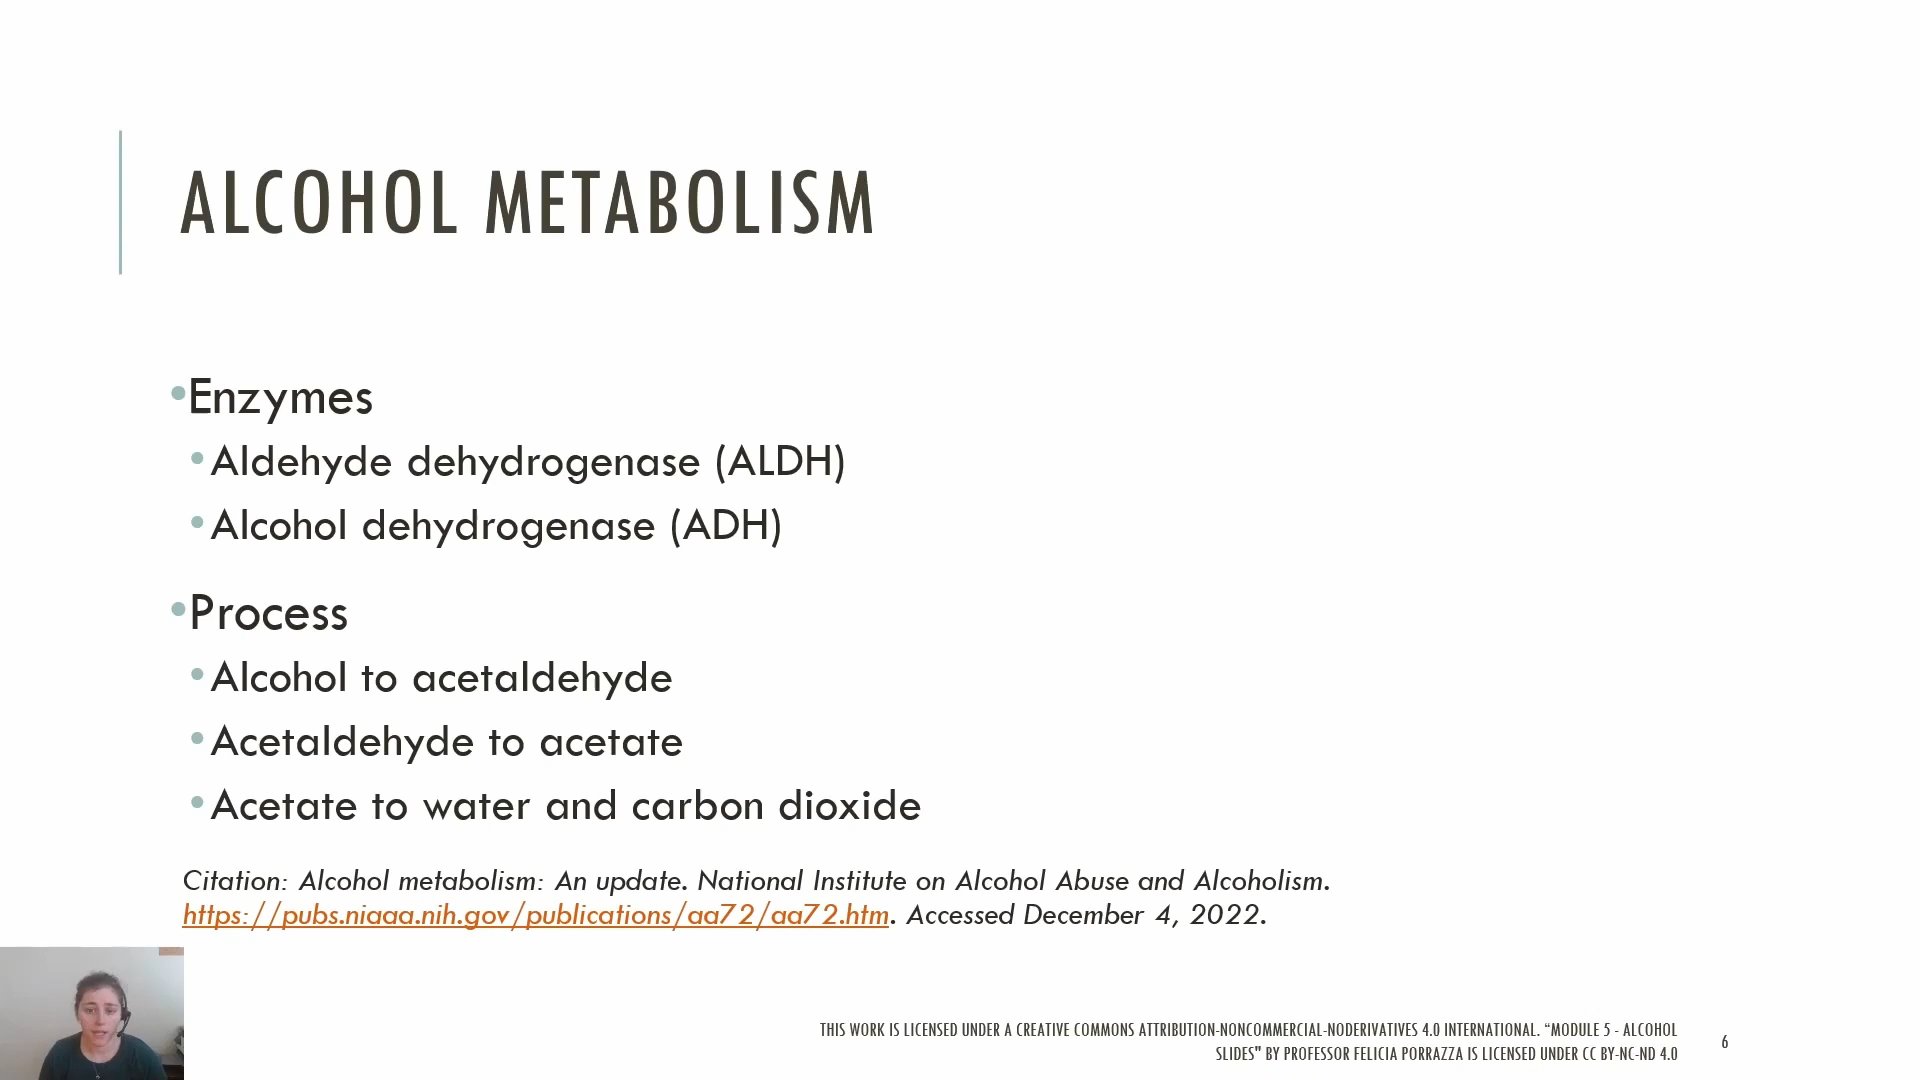 ALCOHOL METABOLISM
•Enzymes
•Aldehyde dehydrogenase (ALDH)
•Alcohol dehydrogenase (ADH)
•Process
•Alcohol to acetaldehyde
•Acetaldehyde to acetate
•Acetate to water and carbon dioxide
Citation: Alcohol metabolism: An update. National Institute on Alcohol Abuse and Alcoholism.
https://pubs.niaaa.nih.gov/publications/aa72/aa72.htm. Accessed December 4, 2022.
THIS WORK IS LICENSED UNDER A CREATIVE COMMONS ATTRIBUTION-NONCOMMERCIAL-NODERIVATIVES 4.0 INTERNATIONAL. “MODULE 5 - ALCOHOL
SLIDES" BY PROFESSOR FELICIA PORRAZZA IS LICENSED UNDER CC BY-NC-ND 4.0
6